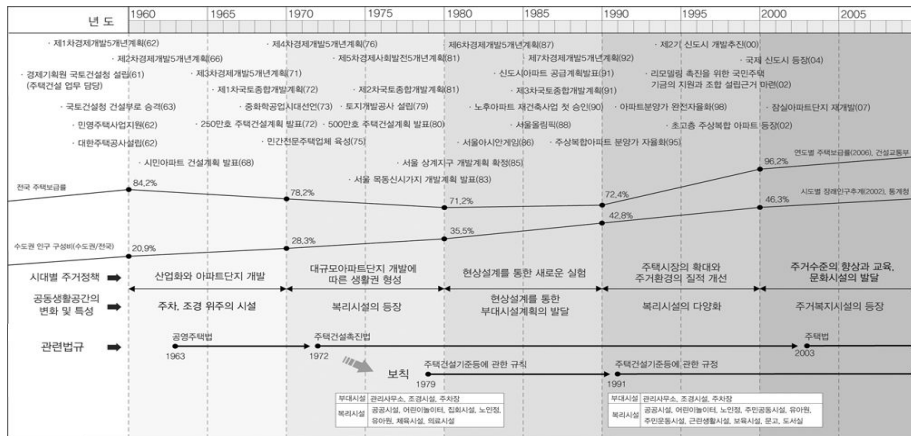 년 도 1960 1965 1970 1975 1980 1985 1990 1995 2000 2005
제1차경제개발5개년계획(62) 제4차경제개발5개년계획(76) 제6차경제개발5개년계획(87) 제2기 신도시 개발추진(00)
제2차경제개발5개년계획(66) 제5차경제사회발전5개년계획(81) 제7차경제개발5개년계획(92) 국제 신도시 등장(04)
경제기획원 국토건설청 설립(61) 제3차경제개발5개년계획(71) 신도시아파트 공급계획발표(91) 리모델링 촉진을 위한 국민주택
(주택건설 업무 담당) 제1차국토종합개발계획(72) 제2차국토종합개발계획(81) 제3차국토종합개발계획(91) 기금의 지원과 조합 설립근거 마련(02)
국토건설청 건설부로 승격(63) 중화학공업시대선언(73) 토지개발공사 설립(79) 노후아파트 재건축사업 첫 승인(90) 아파트분양가 완전자율화(98) 잠실아파트단지 재개발(07)
민영주택사업지원(62) 250만호 주택건설계획 발표(72) 500만호 주택건설계획 발표(80) 서울올림픽(88) 초고층 주상복합 아파트 등장(02)
대한주택공사설립(62) 민간전문주택업체 육성(75) 서울아시안게임(86) 주상복합아파트 분양가 자율화(95) 연도별 주택보급률(2006), 건설교통부
시민아파트 건설계획 발표(68) 서울 상계지구 개발계획 확정(85) 96,2%
서울 목동신시가지 개발계획 발표(83)
전국 주택보급률 84,2% 78,2% 71,2% 72,4% 시도별 장래인구추계(2002), 통계청
수도권 인구 구성비(수도권/전국) 20,9% 28,3% 35,5% 42,8% 46,3%
시대별 주거정책 산업화와 아파트단지 개발 대규모아파트단지 개발에 현상설계를 통한 새로운 실험 주택시장의 확대와 주거수준의 향상과 교육,
따른 생활권 형성 주거환경의 질적 개선 문화시설의 발달
공동생활공간의 주차, 조경 위주의 시설 복리시설의 등장 현상설계를 통한 복리시설의 다양화 주거복지시설의 등장
변화 및 특성 부대시설계획의 발달
관련법규 공영주택법 주택건설촉진법 주택법
1963 1972 2003
보칙 주택건설기준등에 관한 규칙 주택건설기준등에 관한 규정
1979 1991
부대시설 관리사무소, 조경시설, 주차장
복리시설 공공시설, 어린이놀이터, 집회시설, 노인정,
유아원, 체육시설, 의료시설
부대시설 관리사무소, 조경시설, 주차장
복리시설 공공시설, 어린이놀이터, 노인정, 주민공동시설, 유아원,
주민운동시설, 근린생활시설, 보육시설, 문고, 도서실